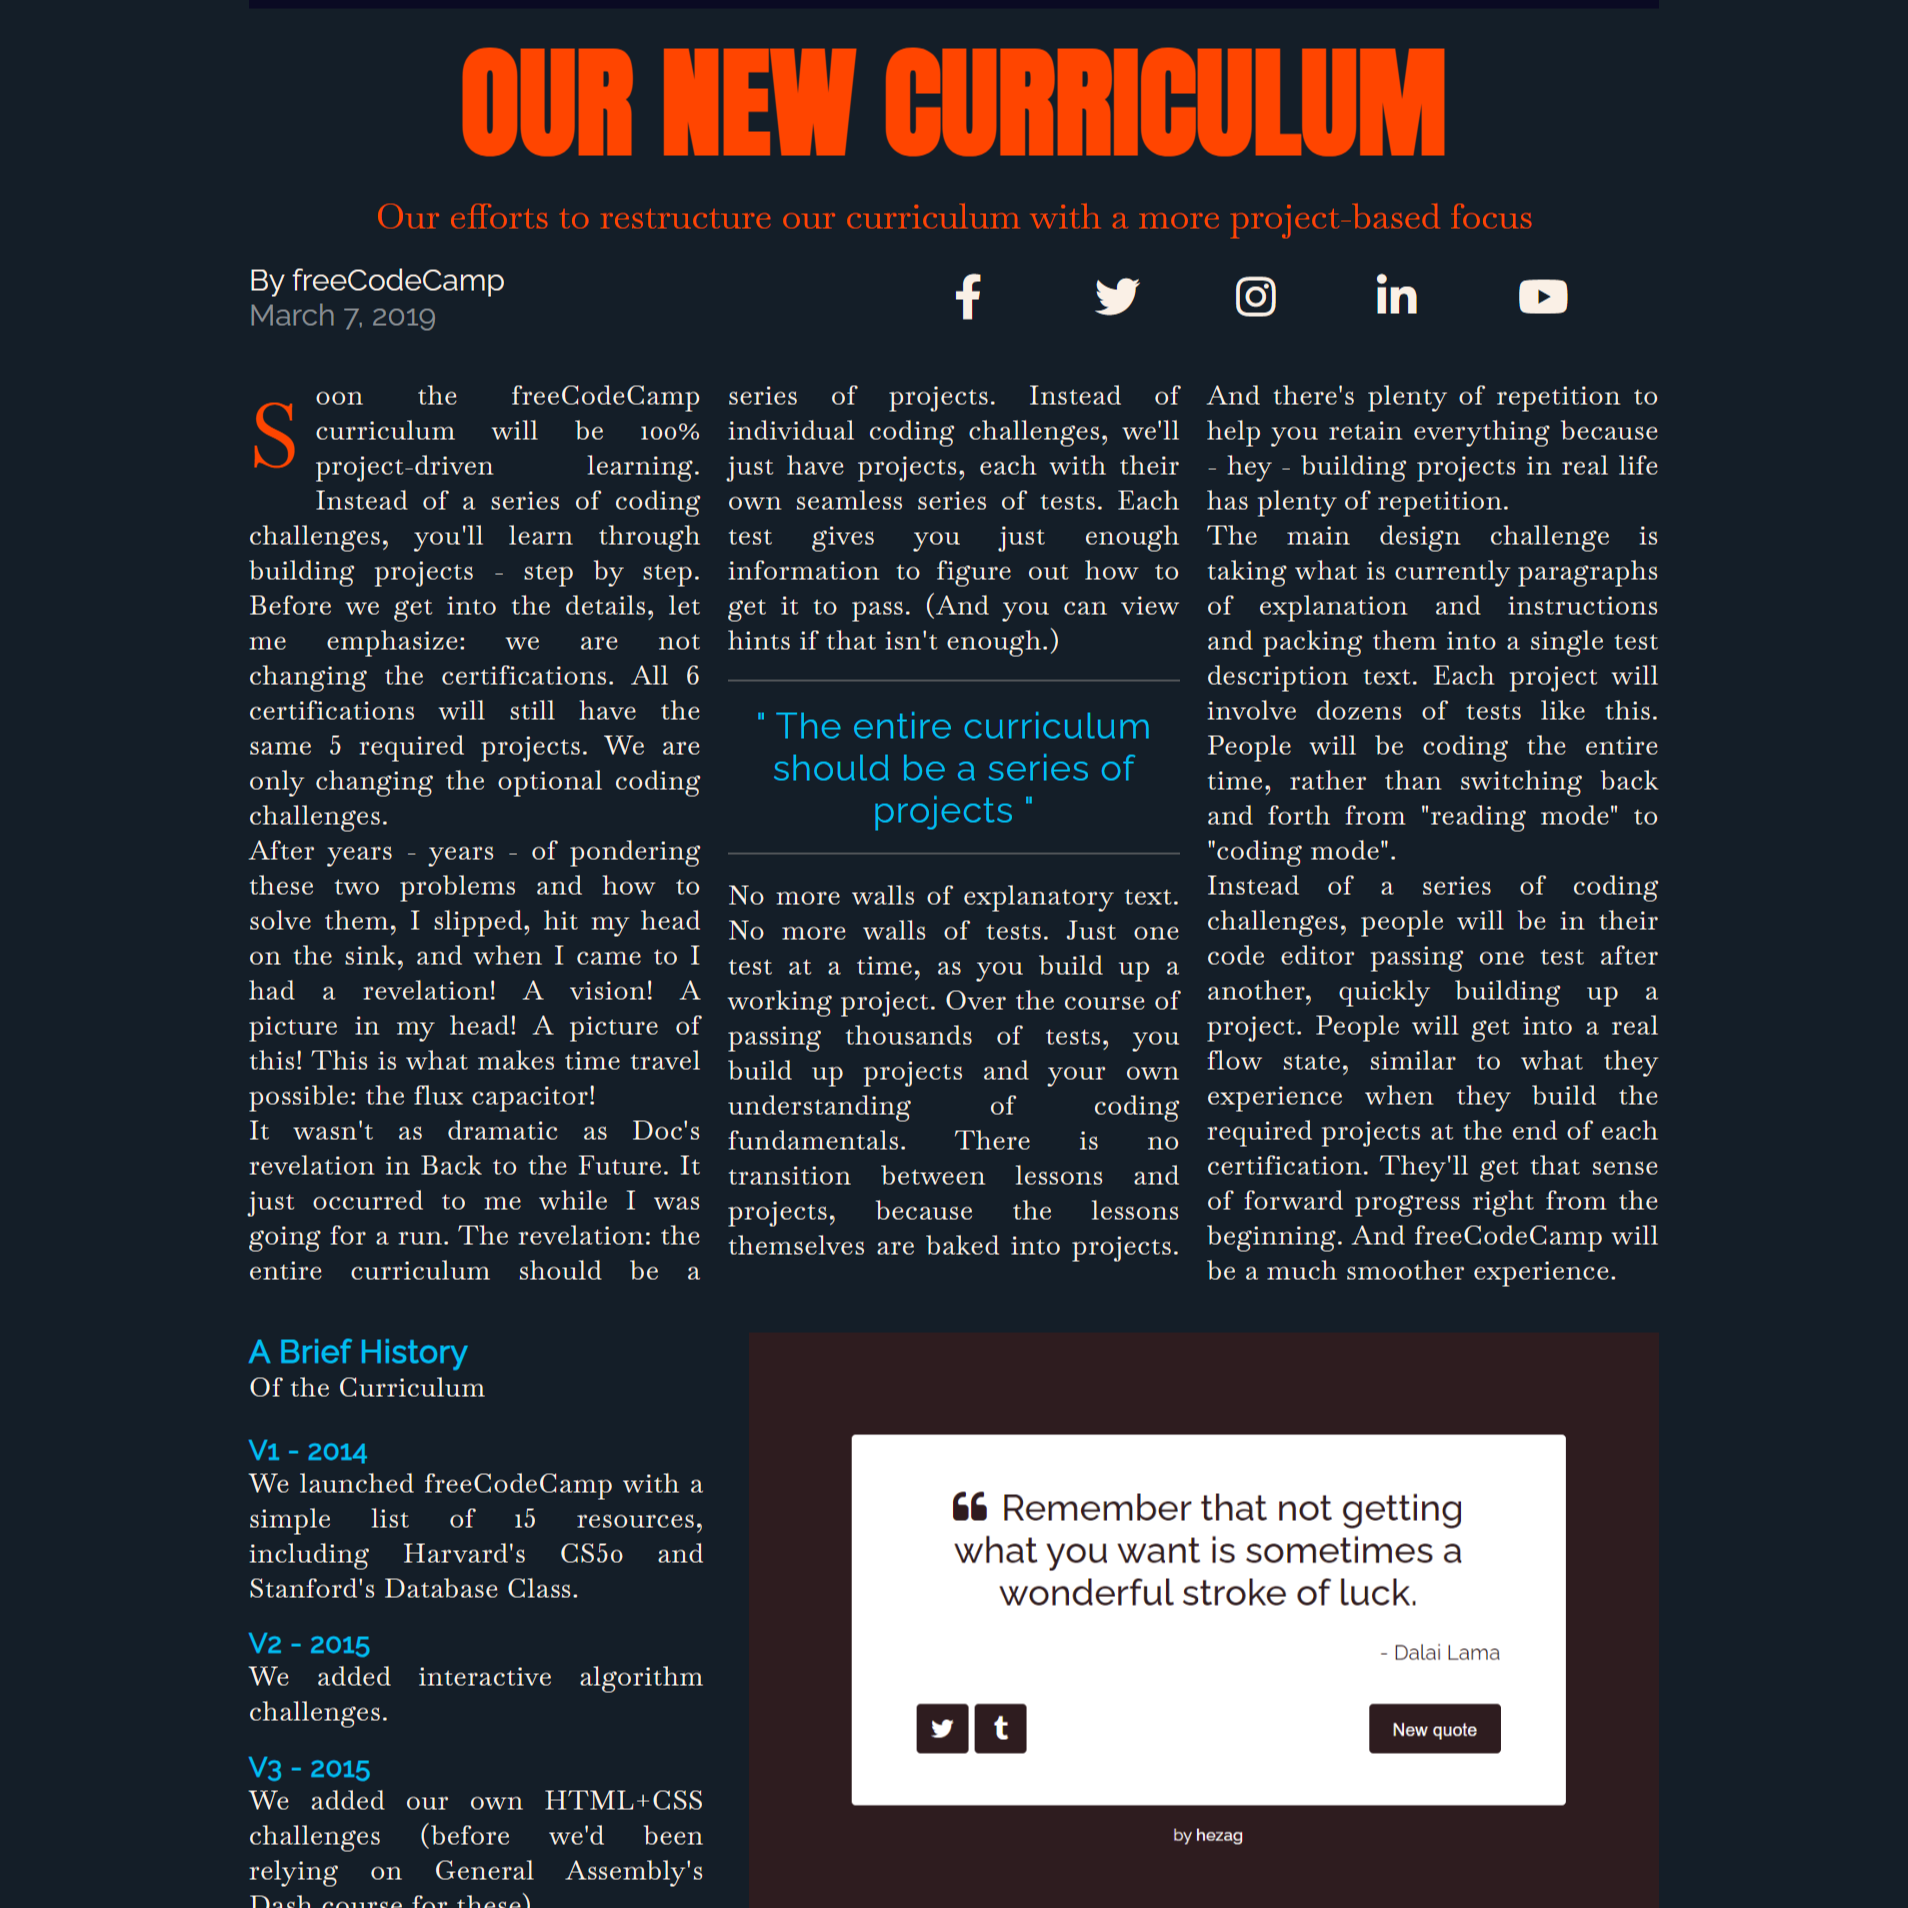 OUR NEW CURRICULUM
Our efforts to restructure our curriculum with a more project-based focus
By freeCodeCamp
March 7, 2019
Soon the freeCodeCamp
curriculum will be 100%
project-driven learning.
Instead of a series of coding
challenges, you'll learn through
building projects - step by step.
Before we get into the details, let
me emphasize: we are not
changing the certifications. All 6
certifications will still have the
same 5 required projects. We are
only changing the optional coding
challenges.
After years - years - of pondering
these two problems and how to
solve them, I slipped, hit my head
on the sink, and when I came to I
had a revelation! A vision! A
picture in my head! A picture of
this! This is what makes time travel
possible: the flux capacitor!
It wasn't as dramatic as Doc's
revelation in Back to the Future. It
just occurred to me while I was
going for a run. The revelation: the
entire curriculum should be a
series of projects. Instead of
individual coding challenges, we'll
just have projects, each with their
own seamless series of tests. Each
test gives you just enough
information to figure out how to
get it to pass. (And you can view
hints if that isn't enough.)
" The entire curriculum
should be a series of
projects "
No more walls of explanatory text.
No more walls of tests. Just one
test at a time, as you build up a
working project. Over the course of
passing thousands of tests, you
build up projects and your own
understanding of coding
fundamentals. There is no
transition between lessons and
projects, because the lessons
themselves are baked into projects.
And there's plenty of repetition to
help you retain everything because
- hey - building projects in real life
has plenty of repetition.
The main design challenge is
taking what is currently paragraphs
of explanation and instructions
and packing them into a single test
description text. Each project will
involve dozens of tests like this.
People will be coding the entire
time, rather than switching back
and forth from "reading mode" to
"coding mode".
Instead of a series of coding
challenges, people will be in their
code editor passing one test after
another, quickly building up a
project. People will get into a real
flow state, similar to what they
experience when they build the
required projects at the end of each
certification. They'll get that sense
of forward progress right from the
beginning. And freeCodeCamp will
be a much smoother experience.
A Brief History
Of the Curriculum
V1 - 2014
We launched freeCodeCamp with a
simple list of 15 resources,
including Harvard's CS50 and
Stanford's Database Class.
V2 - 2015
We added interactive algorithm
challenges.
V3 - 2015
We added our own HTML+CSS
challenges (before we'd been
relying on General Assembly's
Dash course for these)
Remember that not getting
what you want is sometimes a
wonderful stroke of luck.
- Dalai Lama
New quote
by hezag